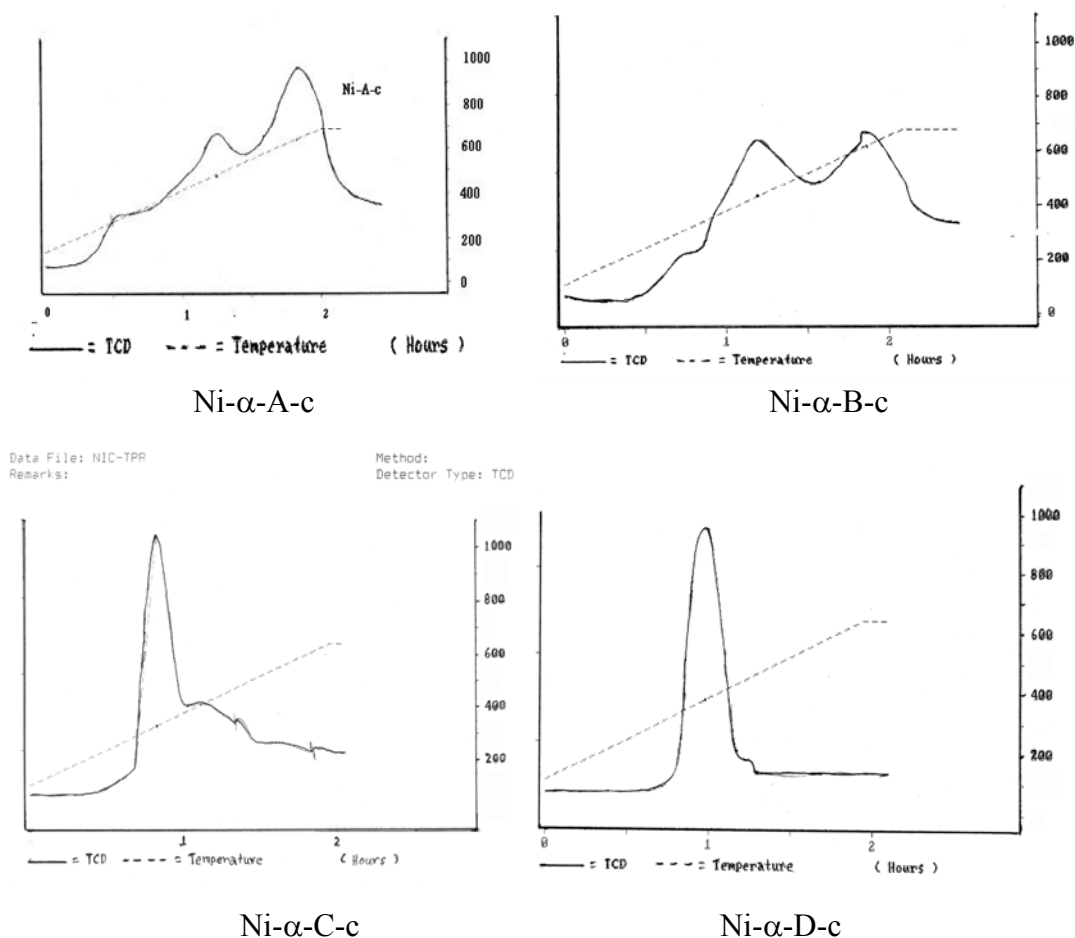 1000
Ni-A-c
800
600
400
200
0
0 1 2
= TCD - - - = Temperature ( Hours )
Ni-α-A-c
1000
800
600
400
200
0
0 1 2
= TCD - - - = Temperature ( Hours )
Ni-α-B-c
Data File: NIC-TPR Method:
Remarks: Detector Type: TCD
1000
800
600
400
200
1 2
= TCD - - - - = Temperature ( Hours )
Ni-α-C-c
1000
800
600
400
200
0 1 2
= TCD - - - - = Temperature ( Hours )
Ni-α-D-c